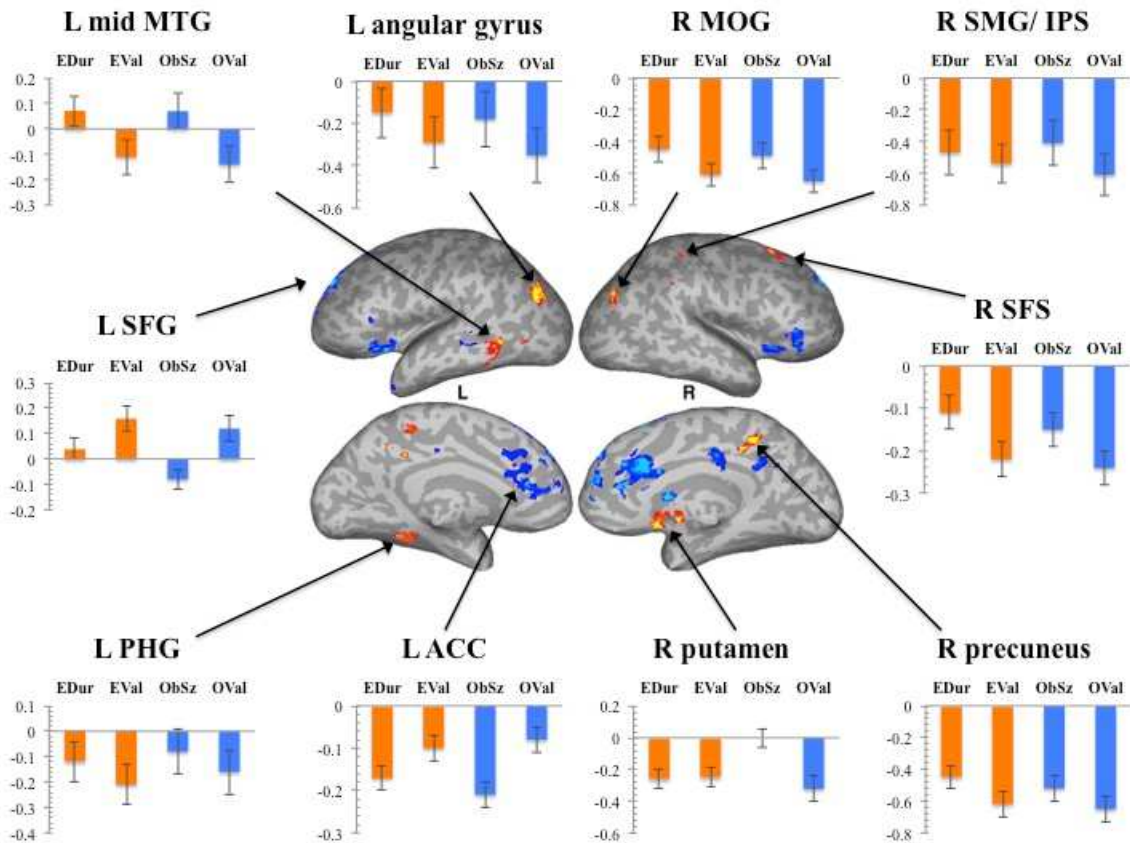 L mid MTG
L angular gyrus
R MOG
R SMG/ IPS
EDur EVal ObSz OVal
0.2
0.1
0
-0.1
-0.2
-0.3
EDur EVal ObSz OVal
0
-0.2
-0.4
-0.6
EDur EVal ObSz OVal
0
-0.2
-0.4
-0.6
-0.8
EDur EVal ObSz OVal
0
-0.2
-0.4
-0.6
-0.8
L SFG
EDur EVal ObSz OVal
0.3
0.2
0.1
0
-0.1
-0.2
L
R
R SFS
EDur EVal ObSz OVal
0
-0.1
-0.2
-0.3
L PHG
L ACC
R putamen
R precuneus
EDur EVal ObSz OVal
0.1
0
-0.1
-0.2
-0.3
-0.4
EDur EVal ObSz OVal
0
-0.1
-0.2
-0.3
EDur EVal ObSz OVal
0.2
0
-0.2
-0.4
-0.6
EDur EVal ObSz OVal
0
-0.2
-0.4
-0.6
-0.8